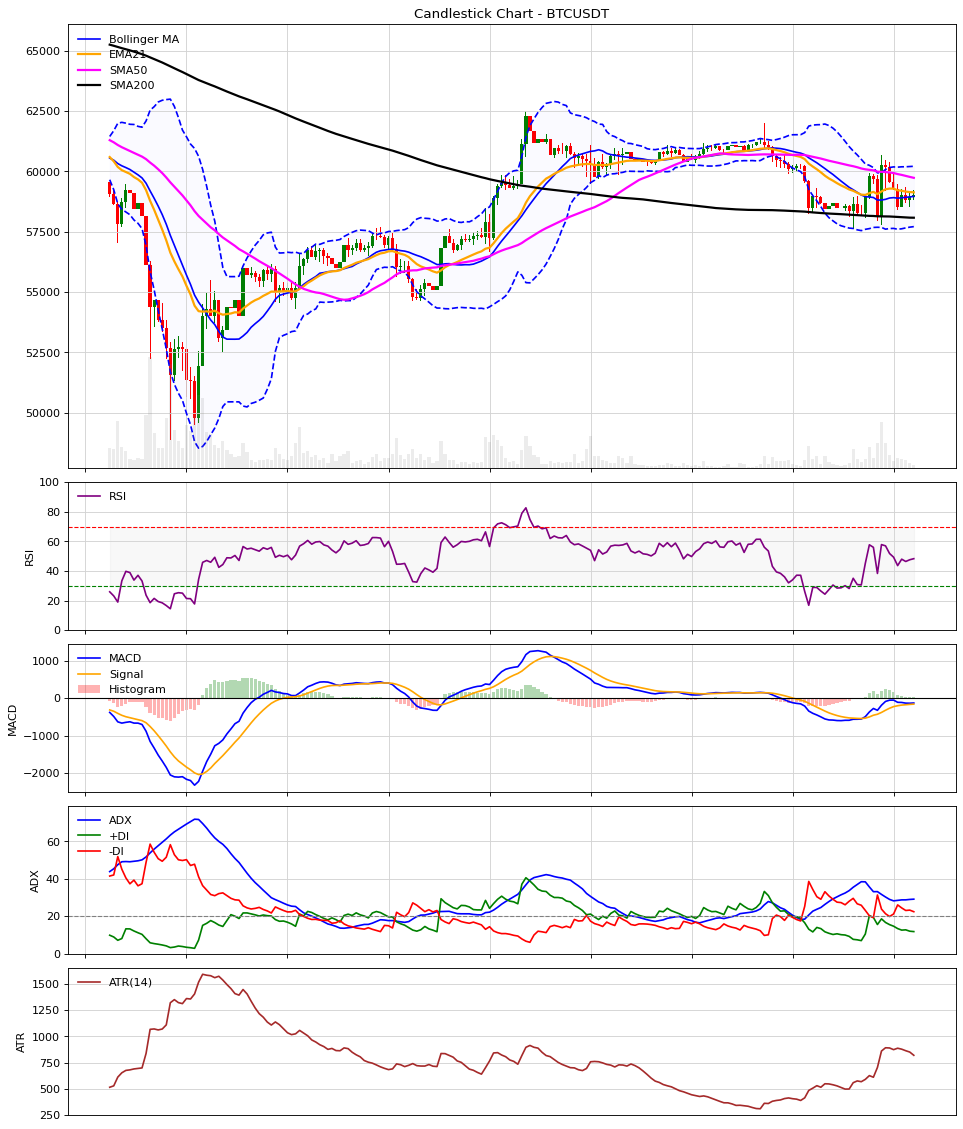 Candlestick Chart - BTCUSDT
Bollinger MA
EMA21
SMA50
SMA200
65000
62500
60000
57500
55000
52500
50000
RSI
100
80
60
40
20
0
RSI
MACD
Signal
Histogram
1000
0
−1000
−2000
MACD
ADX
+DI
-DI
60
40
20
0
ADX
ATR(14)
1500
1250
1000
750
500
250
ATR